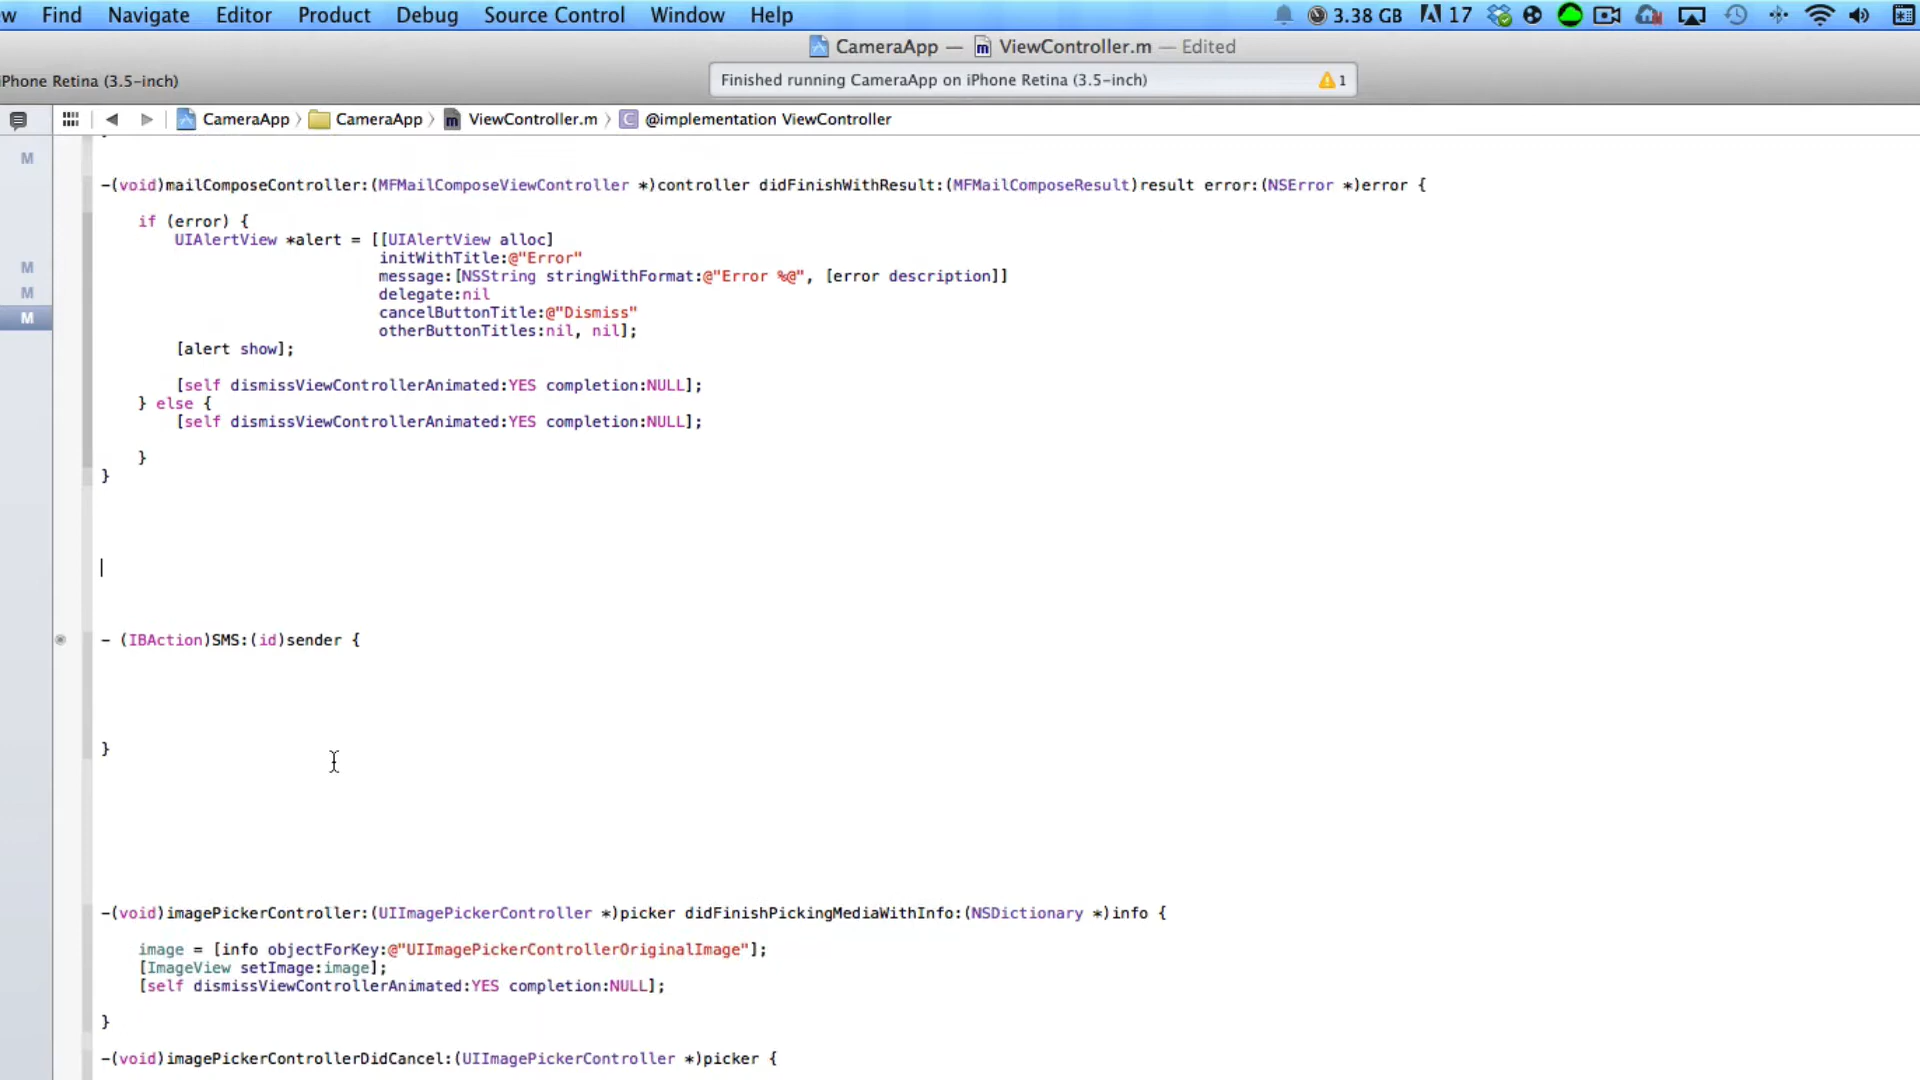 w Find Navigate Editor Product Debug Source Control Window Help 3.38 GB 17
CameraApp — ViewController.m — Edited
iPhone Retina (3.5-inch)
Finished running CameraApp on iPhone Retina (3.5-inch) 1
CameraApp CameraApp ViewController.m @implementation ViewController
M
-(void)mailComposeController:(MFMailComposeViewController *)controller didFinishWithResult:(MFMailComposeResult)result error:(NSError *)error {
if (error) {
UIAlertView *alert = [[UIAlertView alloc]
initWithTitle:@"Error"
M
message:[NSString stringWithFormat:@"Error %@", [error description]]
M
delegate:nil
cancelButtonTitle:@"Dismiss"
M
otherButtonTitles:nil, nil];
[alert show];
[self dismissViewControllerAnimated:YES completion:NULL];
} else {
[self dismissViewControllerAnimated:YES completion:NULL];
}
}
- (IBAction)SMS:(id)sender {
}
-(void)imagePickerController:(UIImagePickerController *)picker didFinishPickingMediaWithInfo:(NSDictionary *)info {
image = [info objectForKey:@"UIImagePickerControllerOriginalImage"];
[ImageView setImage:image];
[self dismissViewControllerAnimated:YES completion:NULL];
}
-(void)imagePickerControllerDidCancel:(UIImagePickerController *)picker {